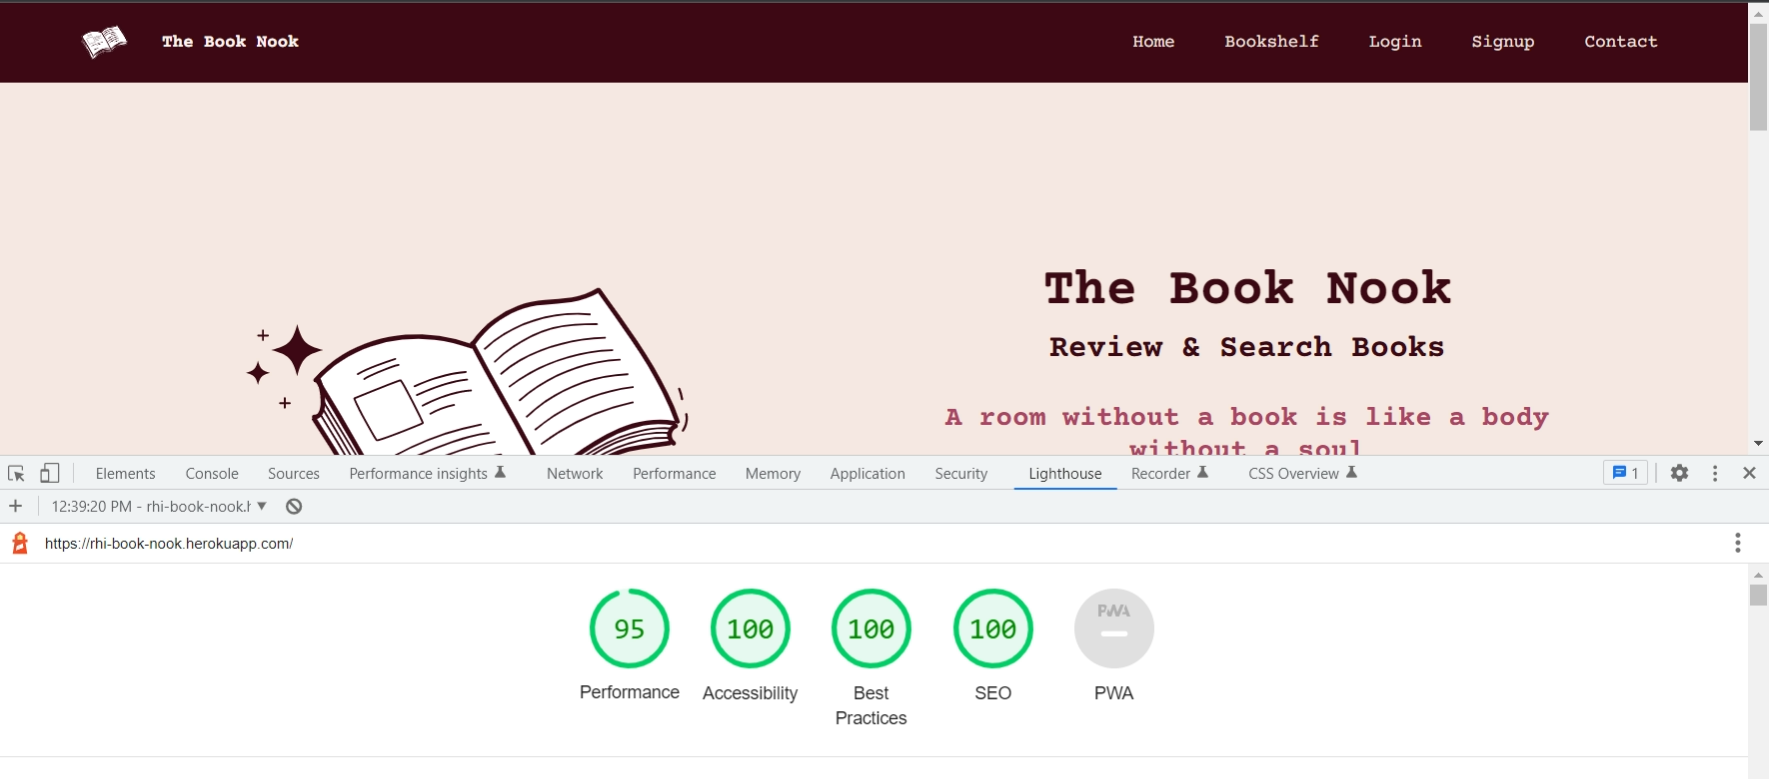 The Book Nook
Home Bookshelf Login Signup Contact
The Book Nook
Review & Search Books
A room without a book is like a body
without a soul
Elements Console Sources Performance insights Network Performance Memory Application Security Lighthouse Recorder CSS Overview 1
12:39:20 PM - rhi-book-nook.h
https://rhi-book-nook.herokuapp.com/
95 100 100 100 PWA
Performance Accessibility Best Practices SEO PWA